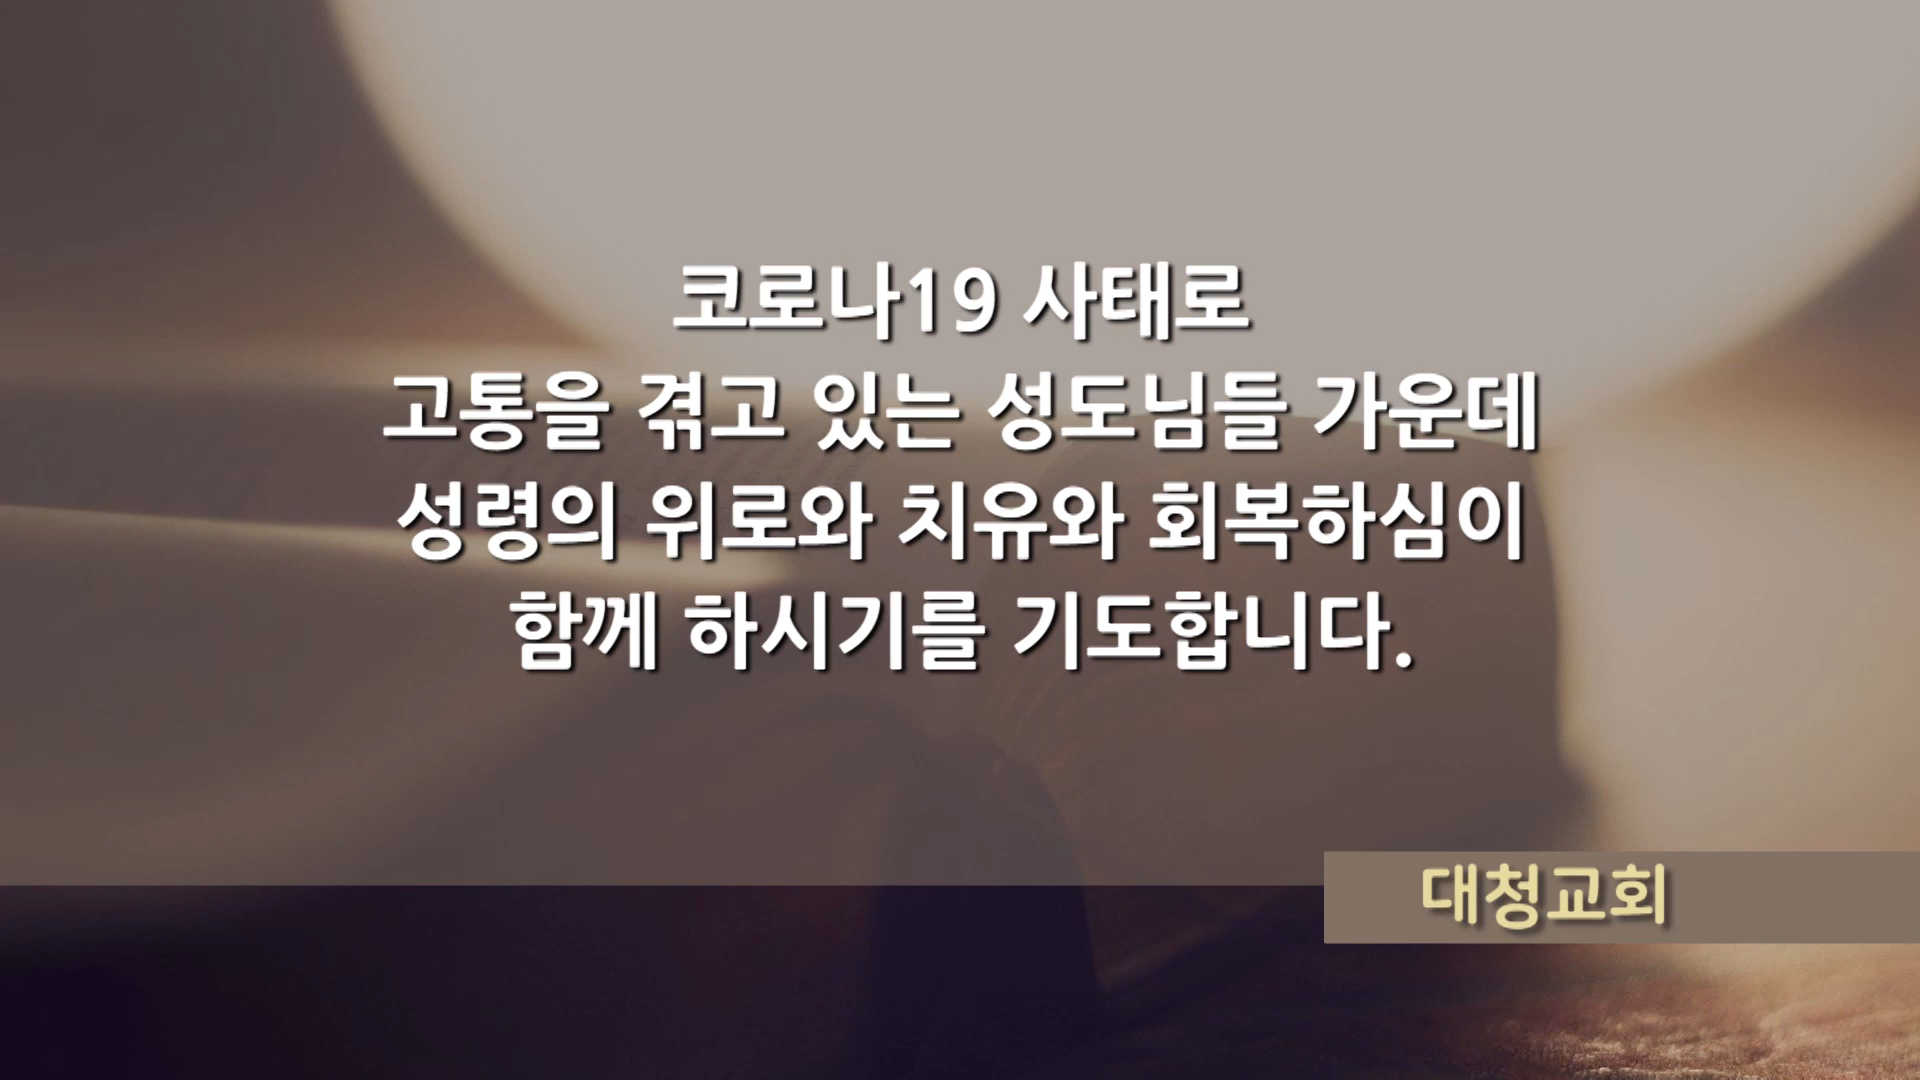 코로나19 사태로
고통을 겪고 있는 성도님들 가운데
성령의 위로와 치유와 회복하심이
함께 하시기를 기도합니다.
대청교회